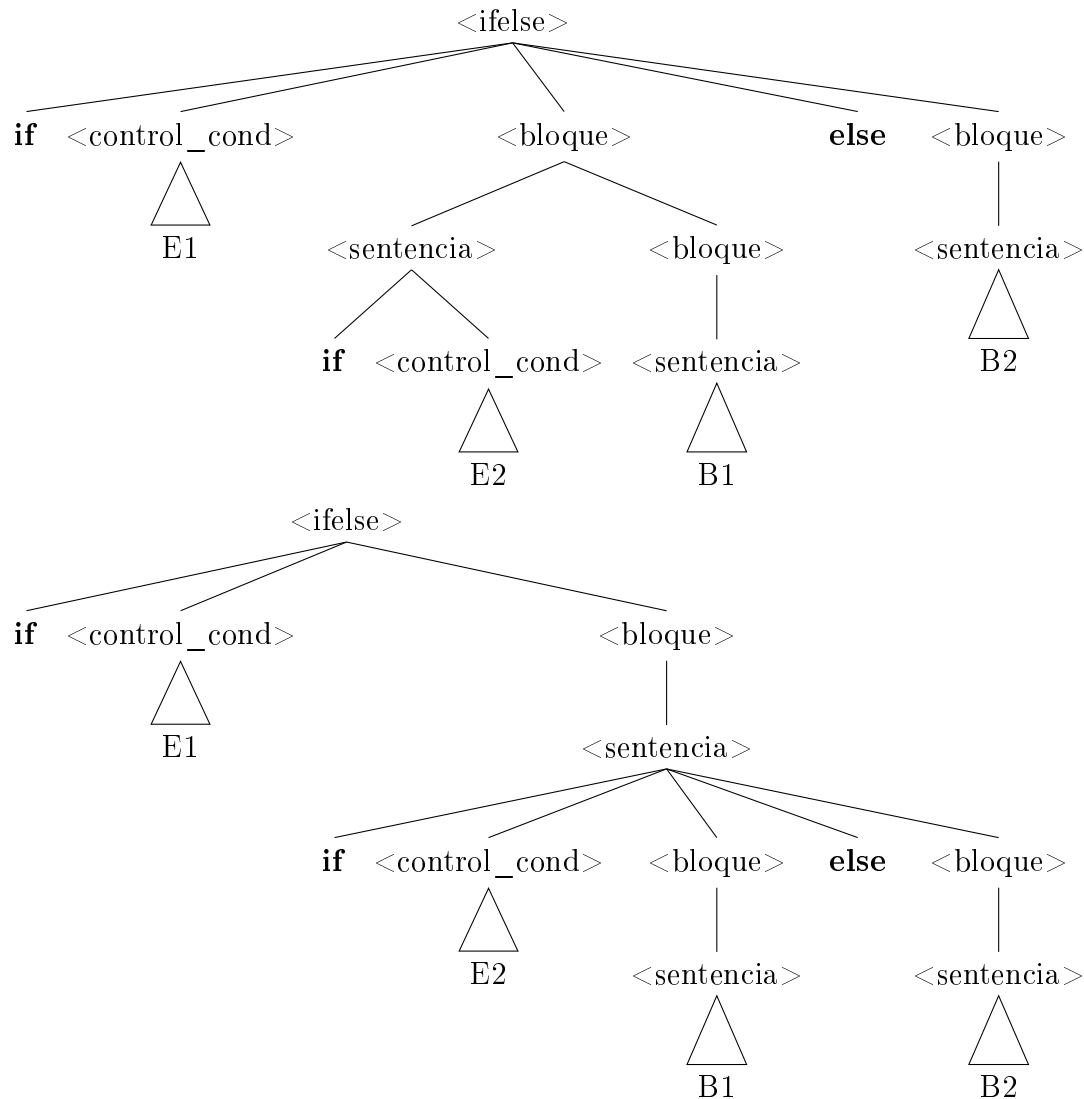 <ifelse>
if <control_cond> <bloque> else <bloque>
E1 <sentencia> <bloque> <sentencia>
if <control_cond> <sentencia> B2
E2 B1
<ifelse>
if <control_cond> <bloque>
E1 <sentencia>
if <control_cond> <bloque> else <bloque>
E2 <sentencia> <sentencia>
B1 B2